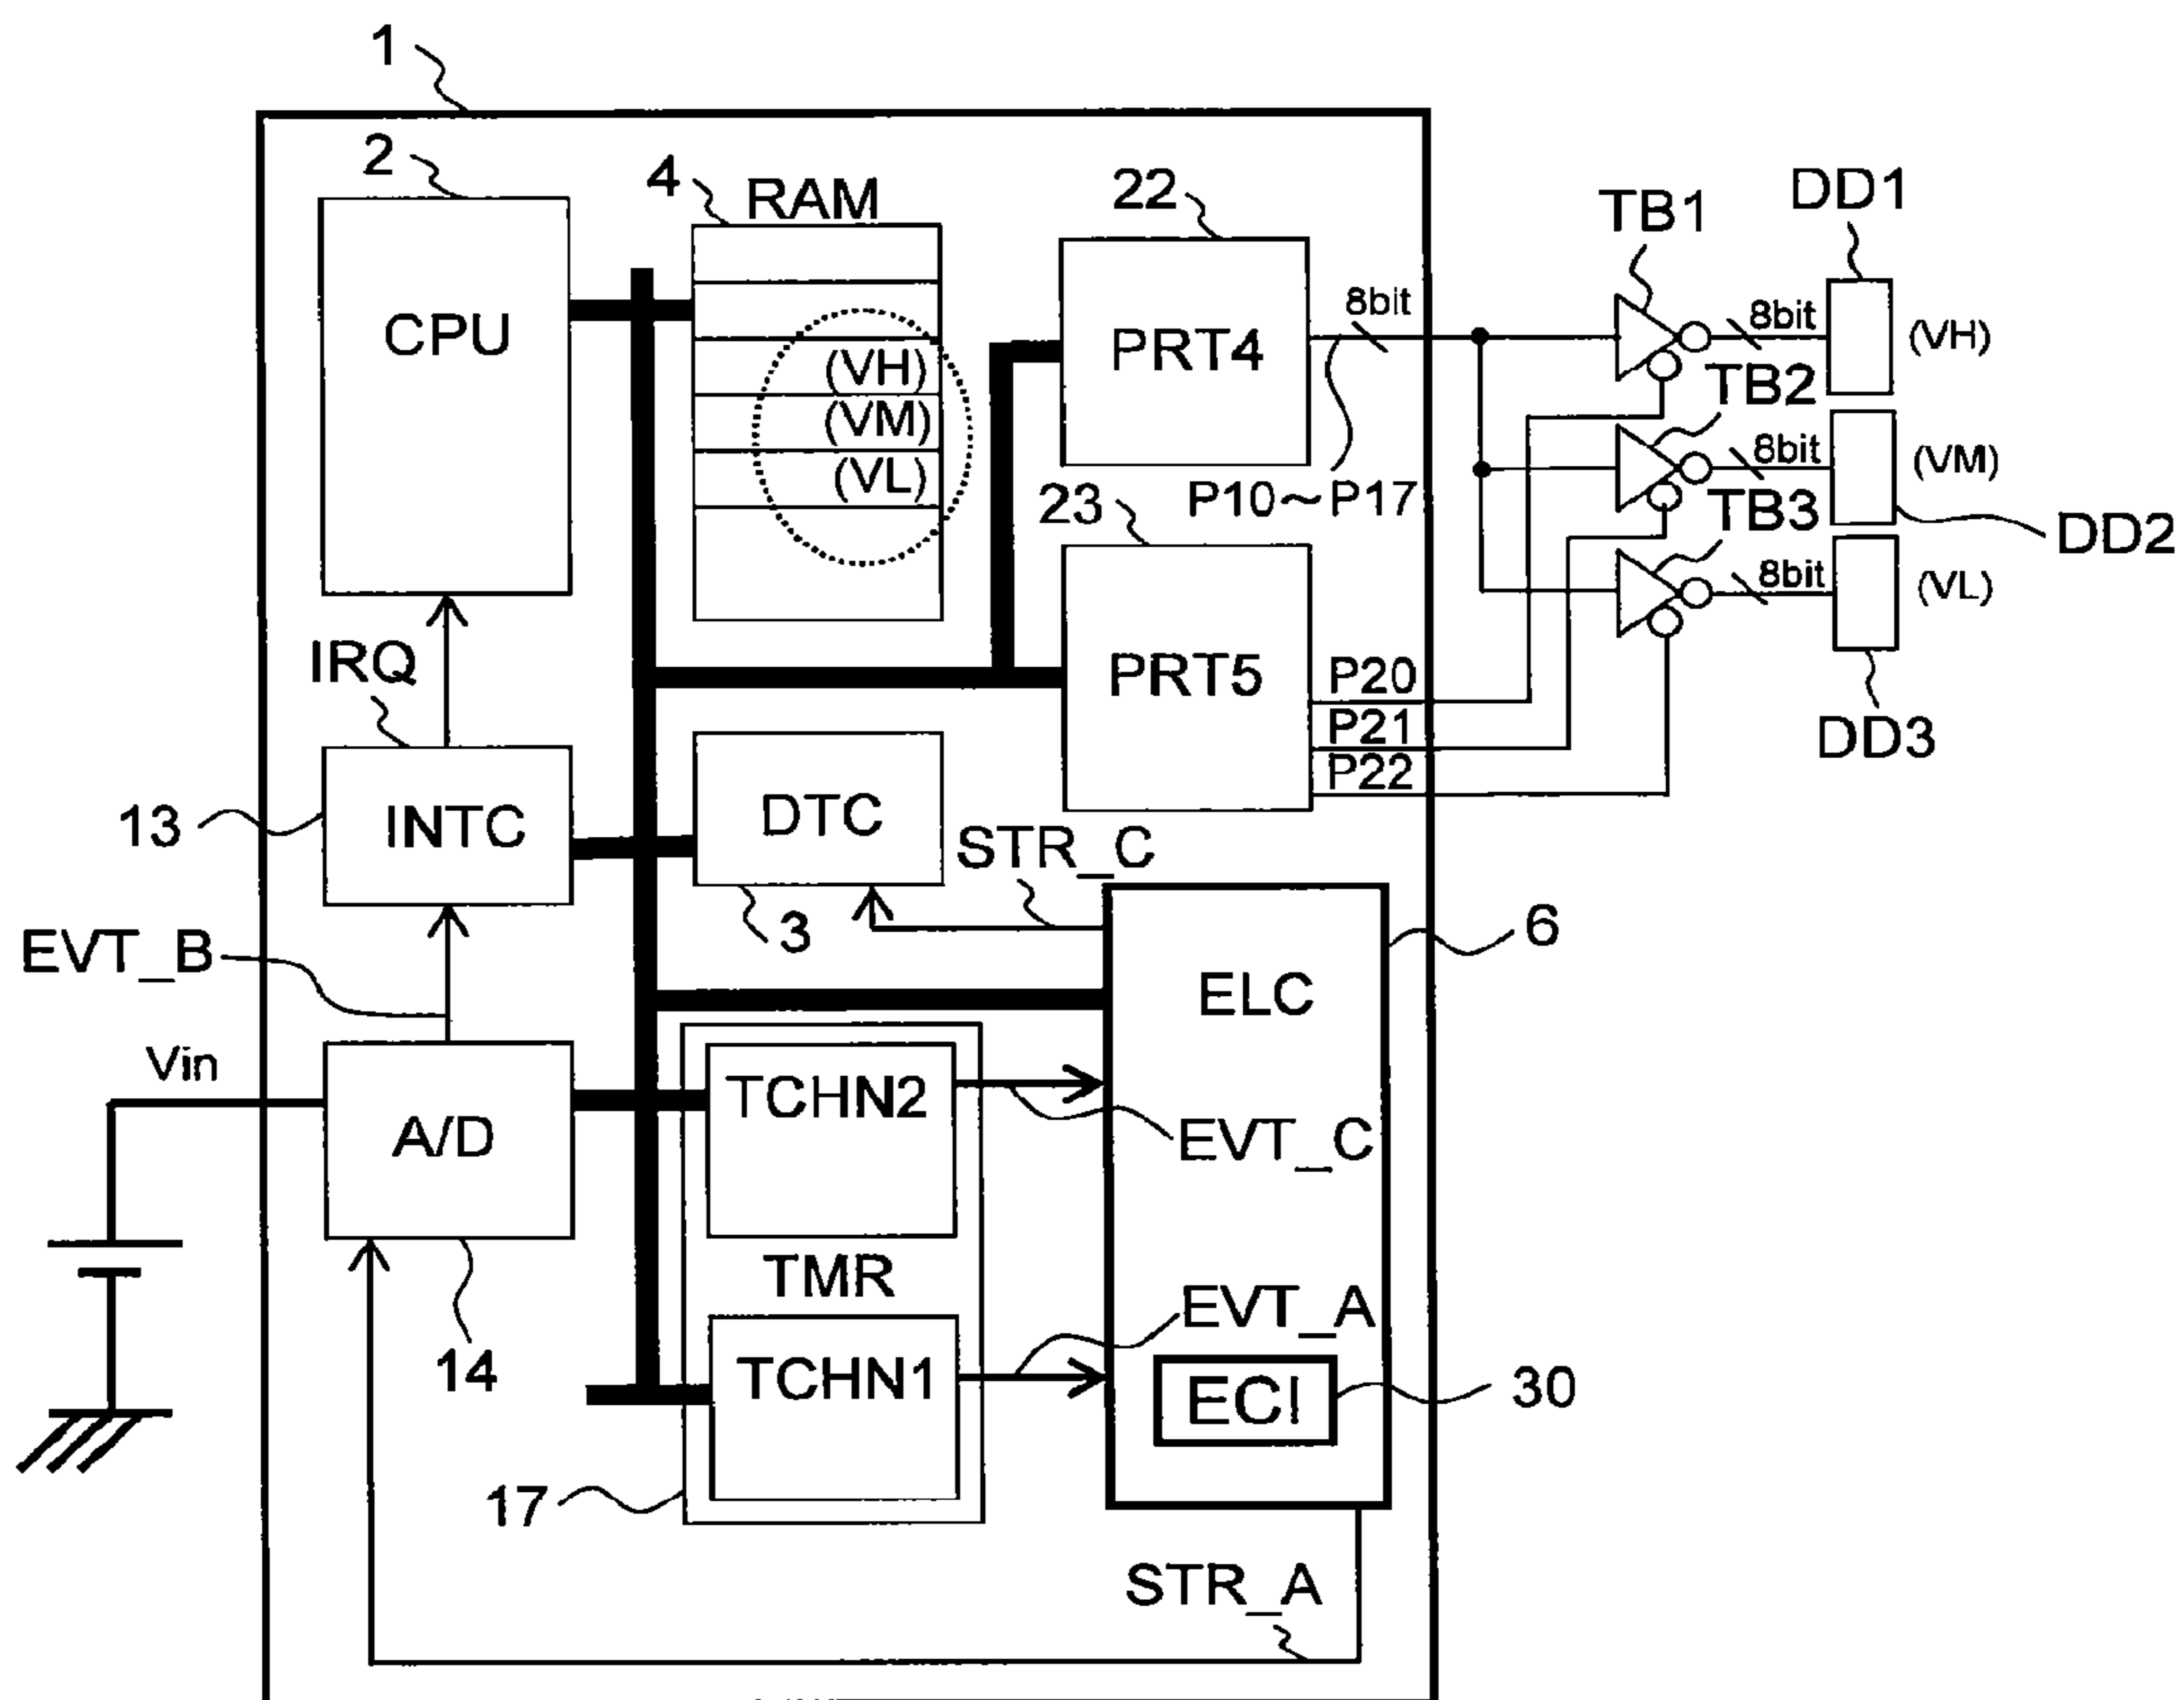 1
2
4
RAM
22
TB1
DD1
CPU
PRT4
8bit
8bit
(VH)
(VH)
TB2
(VM)
8bit
(VM)
(VL)
23
P10～P17
TB3
DD2
8bit
(VL)
IRQ
PRT5
P20
P21
DD3
P22
13
INTC
DTC
STR_C
3
6
EVT_B
ELC
Vin
A/D
TCHN2
EVT_C
TMR
EVT_A
14
TCHN1
ECI
30
17
STR_A